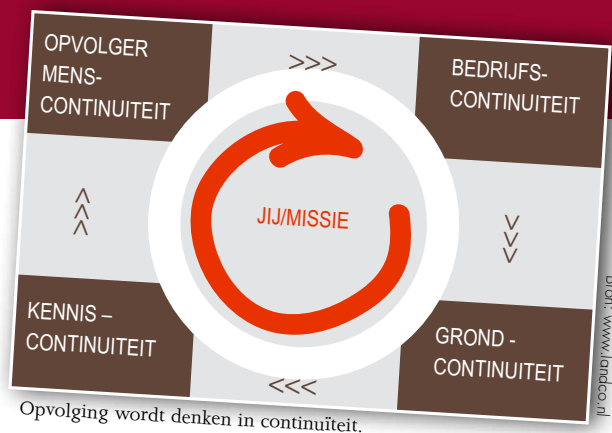 OPVOLGER
MENS-
CONTINUITEIT
>>>
BEDRIJFS-
CONTINUITEIT
>>>
JIJ/MISSIE
>>>
KENNIS –
CONTINUITEIT
<<<
GROND -
CONTINUITEIT
Bron: www.landco.nl
Opvolging wordt denken in continuïteit.